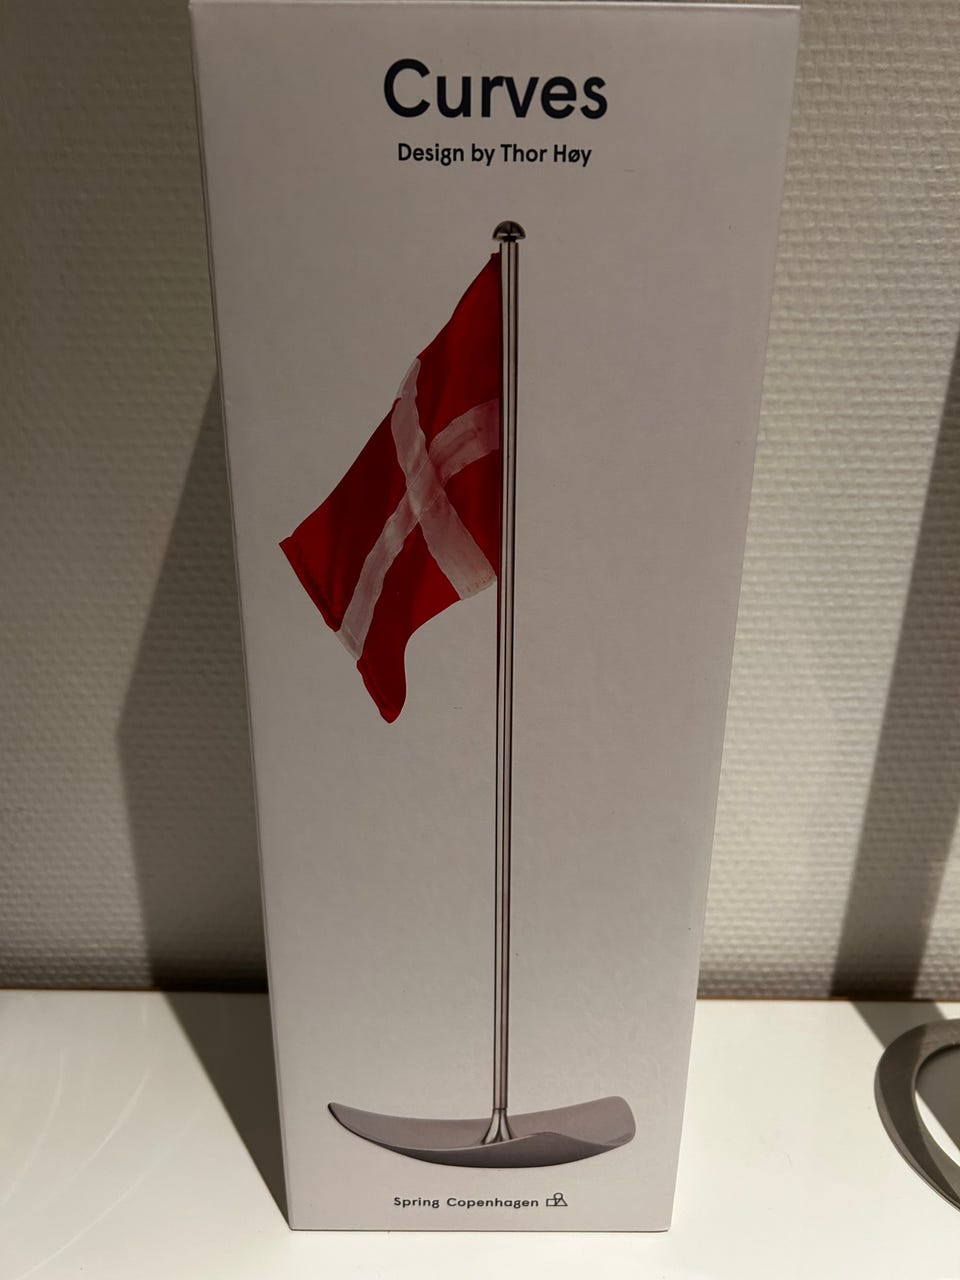 Curves
Design by Thor Høy
Spring Copenhagen